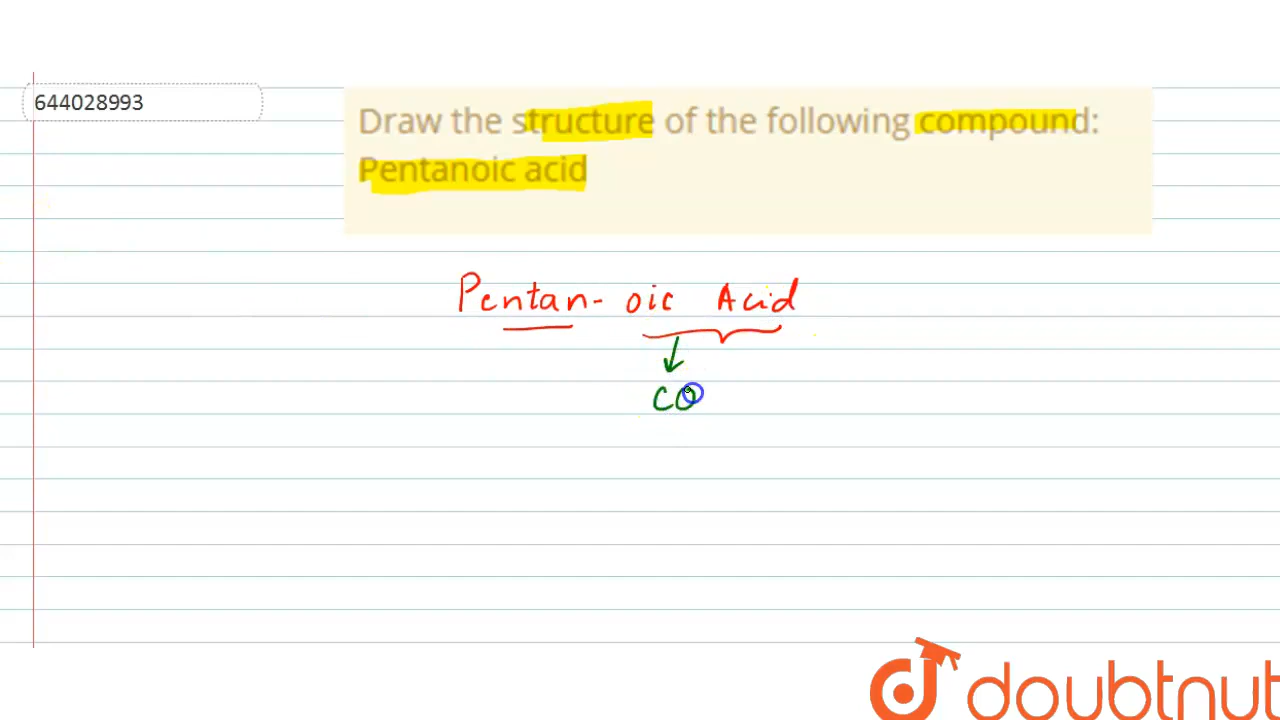 644028993
Draw the structure of the following compound:
Pentanoic acid
Pentan- oic Acid
CO
doubtnut